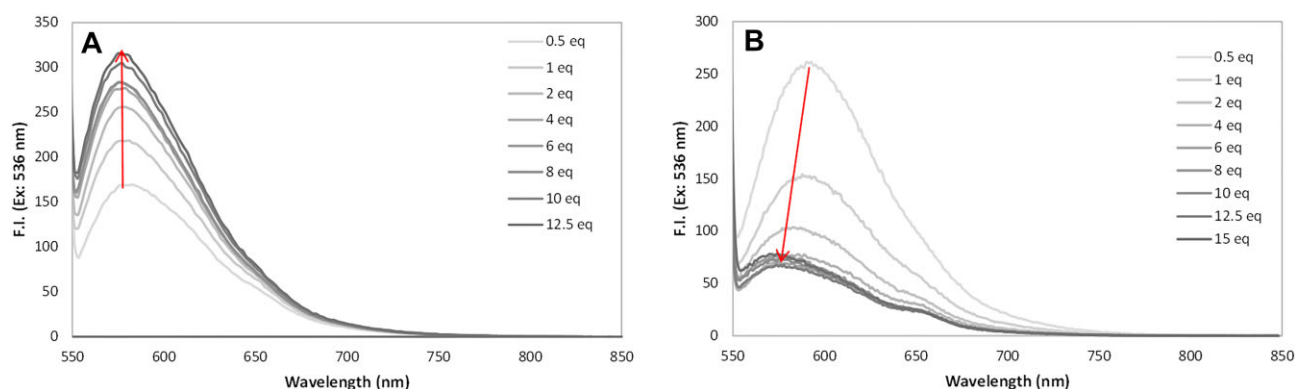 A
350
300
250
200
150
100
50
0
F.I. (Ex: 536 nm)
550 600 650 700 750 800 850
Wavelength (nm)
0.5 eq
1 eq
2 eq
4 eq
6 eq
8 eq
10 eq
12.5 eq
B
300
250
200
150
100
50
0
F.I. (Ex: 536 nm)
550 600 650 700 750 800 850
Wavelength (nm)
0.5 eq
1 eq
2 eq
4 eq
6 eq
8 eq
10 eq
12.5 eq
15 eq